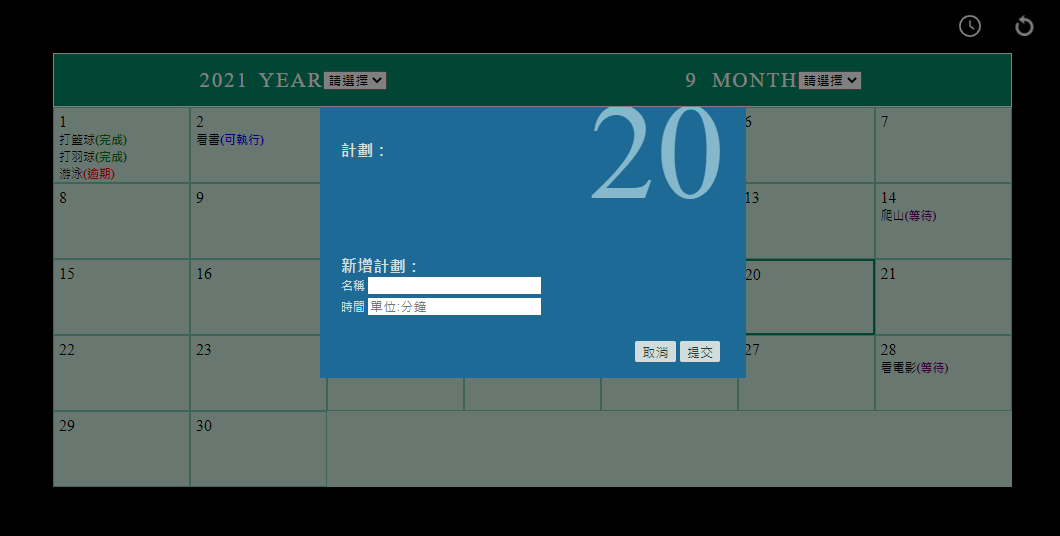 2021 YEAR 請選擇 9 MONTH 請選擇
1 2 6 7
打籃球(完成) 看書(可執行)
打羽球(完成)
游泳(逾期)
20
計劃：
8 9 13 14
爬山(等待)
新增計劃：
名稱
時間 單位:分鐘
15 16 20 21
取消 提交
22 23 27 28
看電影(等待)
29 30